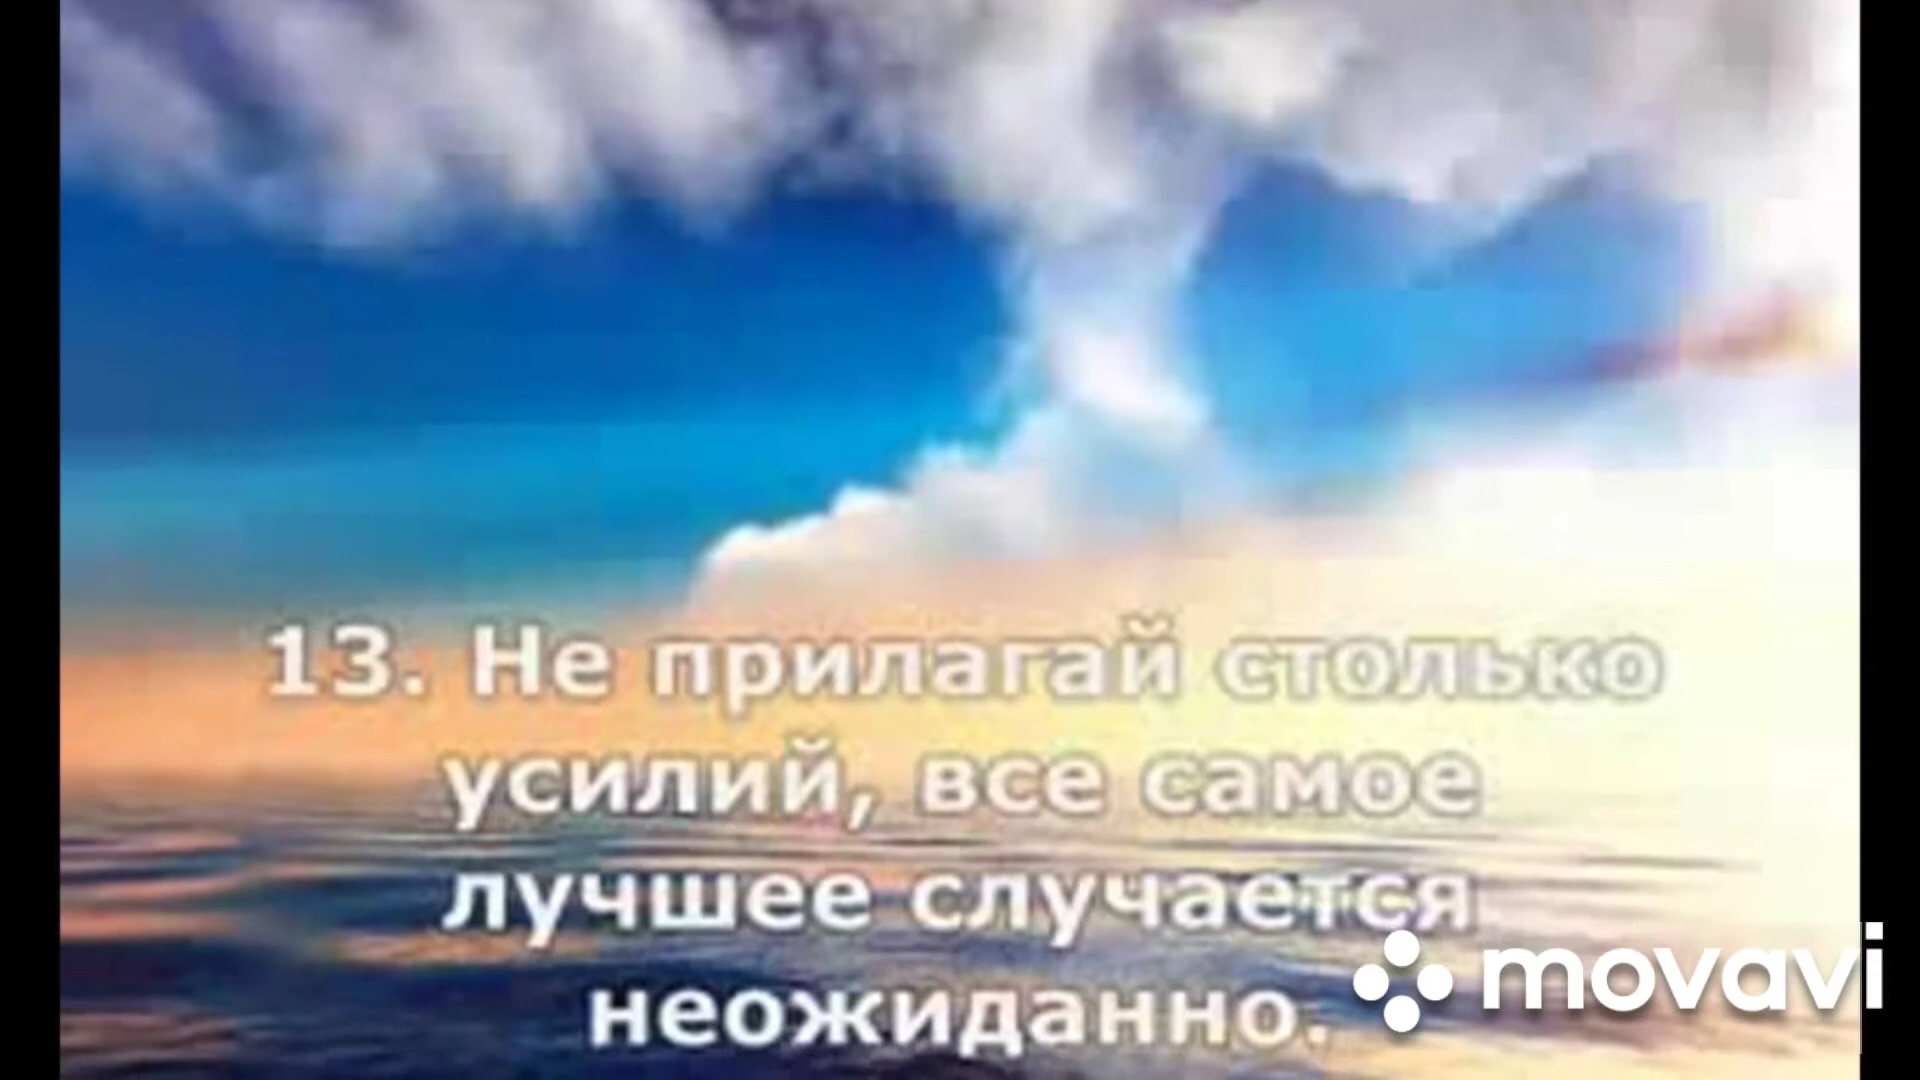 13. Не прилагай столько
усилий, все самое
лучшее случается
неожиданно.
movavi